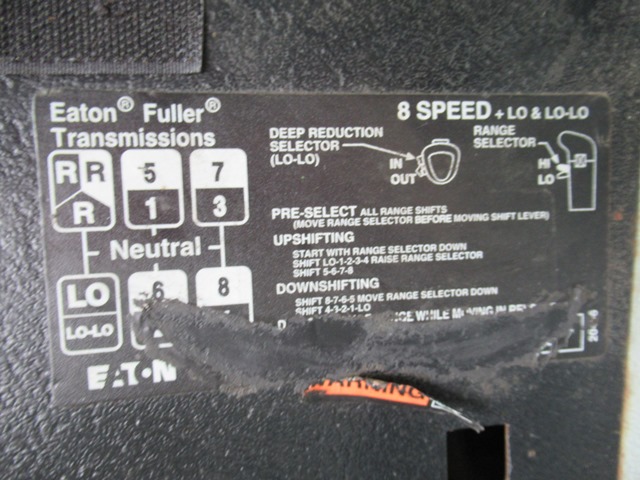 Eaton® Fuller®
Transmissions
8 SPEED + LO & LO-LO
DEEP REDUCTION
SELECTOR
(LO-LO)
IN
OUT
RANGE
SELECTOR
HI
LO
R R 5 7
R 1 3
Neutral
LO 6 8
LO-LO
PRE-SELECT ALL RANGE SHIFTS
(MOVE RANGE SELECTOR BEFORE MOVING SHIFT LEVER)
UPSHIFTING
START WITH RANGE SELECTOR DOWN
SHIFT LO-1-2-3-4 RAISE RANGE SELECTOR
SHIFT 5-6-7-8
DOWNSHIFTING
SHIFT 8-7-6-5 MOVE RANGE SELECTOR DOWN
SHIFT 4-3-2-1-LO
WHILE MOVING IN
EATON
WARNING